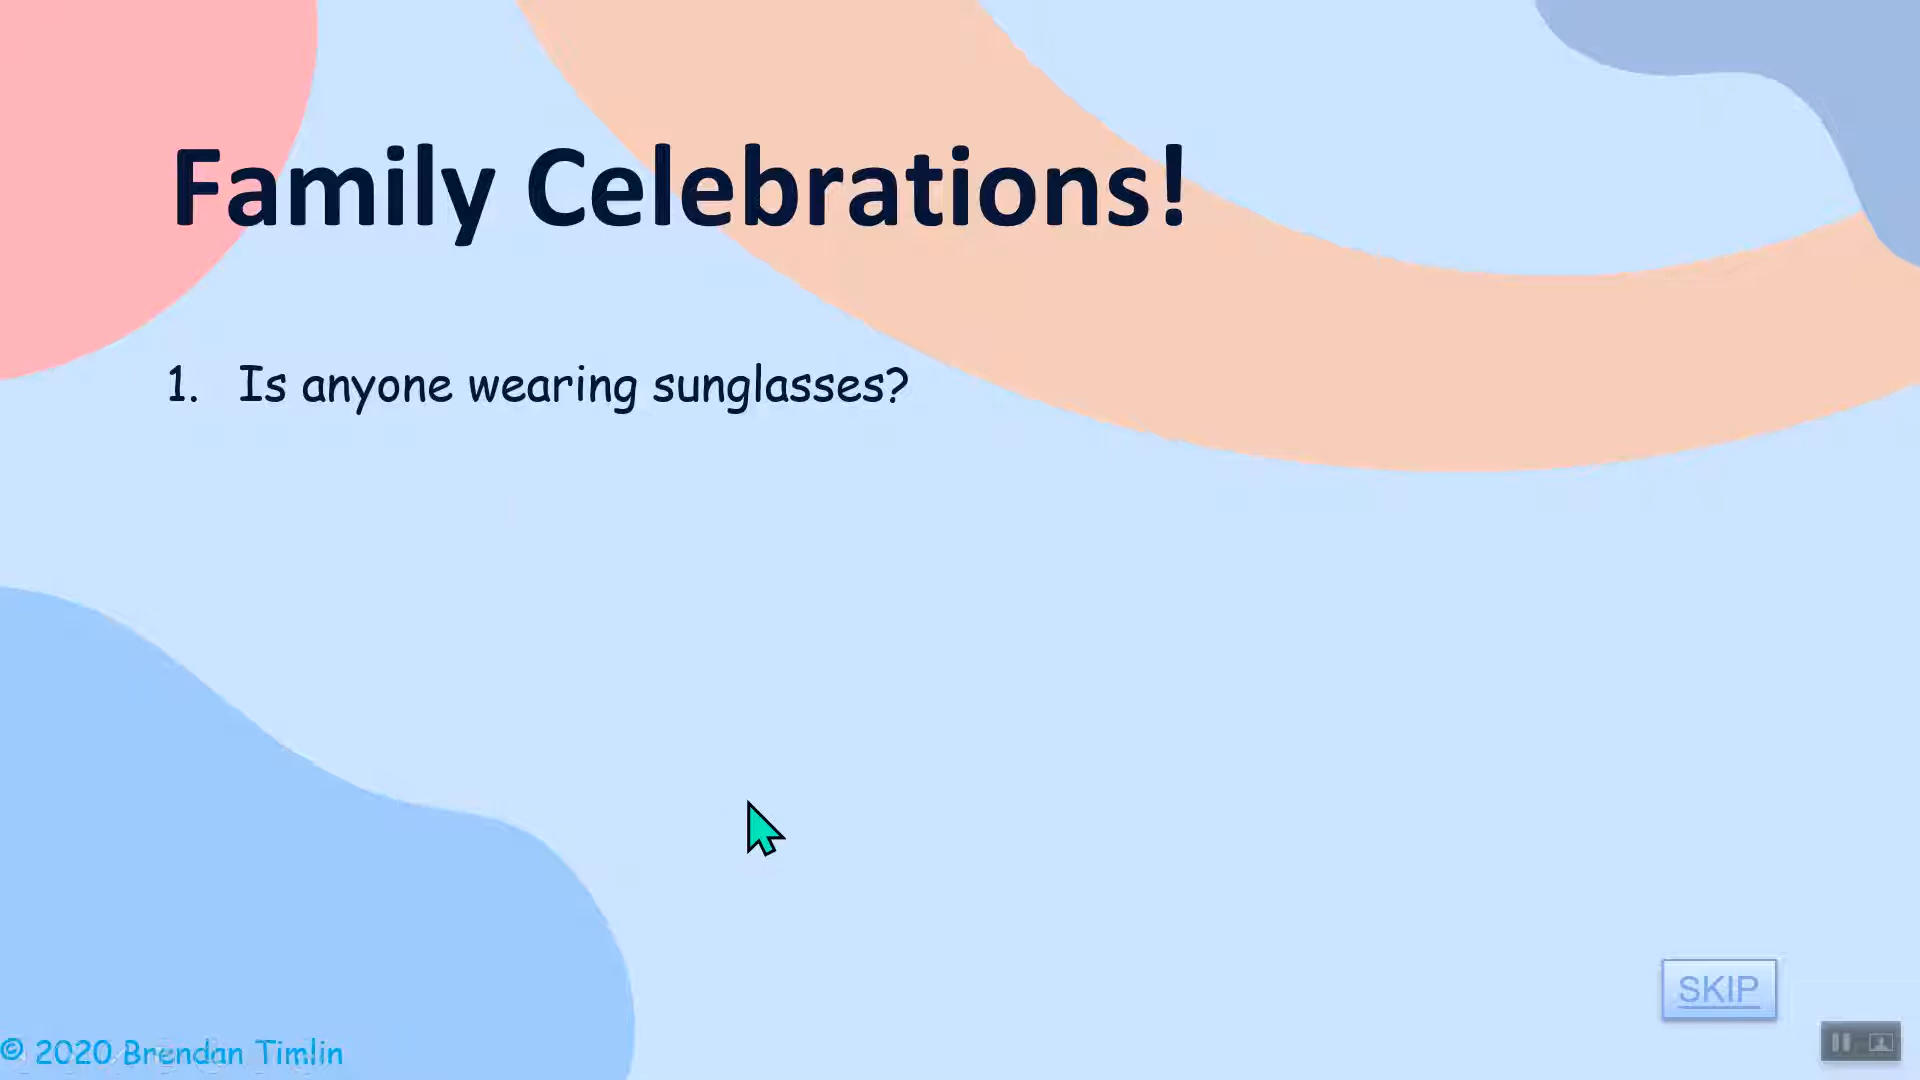 Family Celebrations!
1. Is anyone wearing sunglasses?
SKIP
© 2020 Brendan Timlin